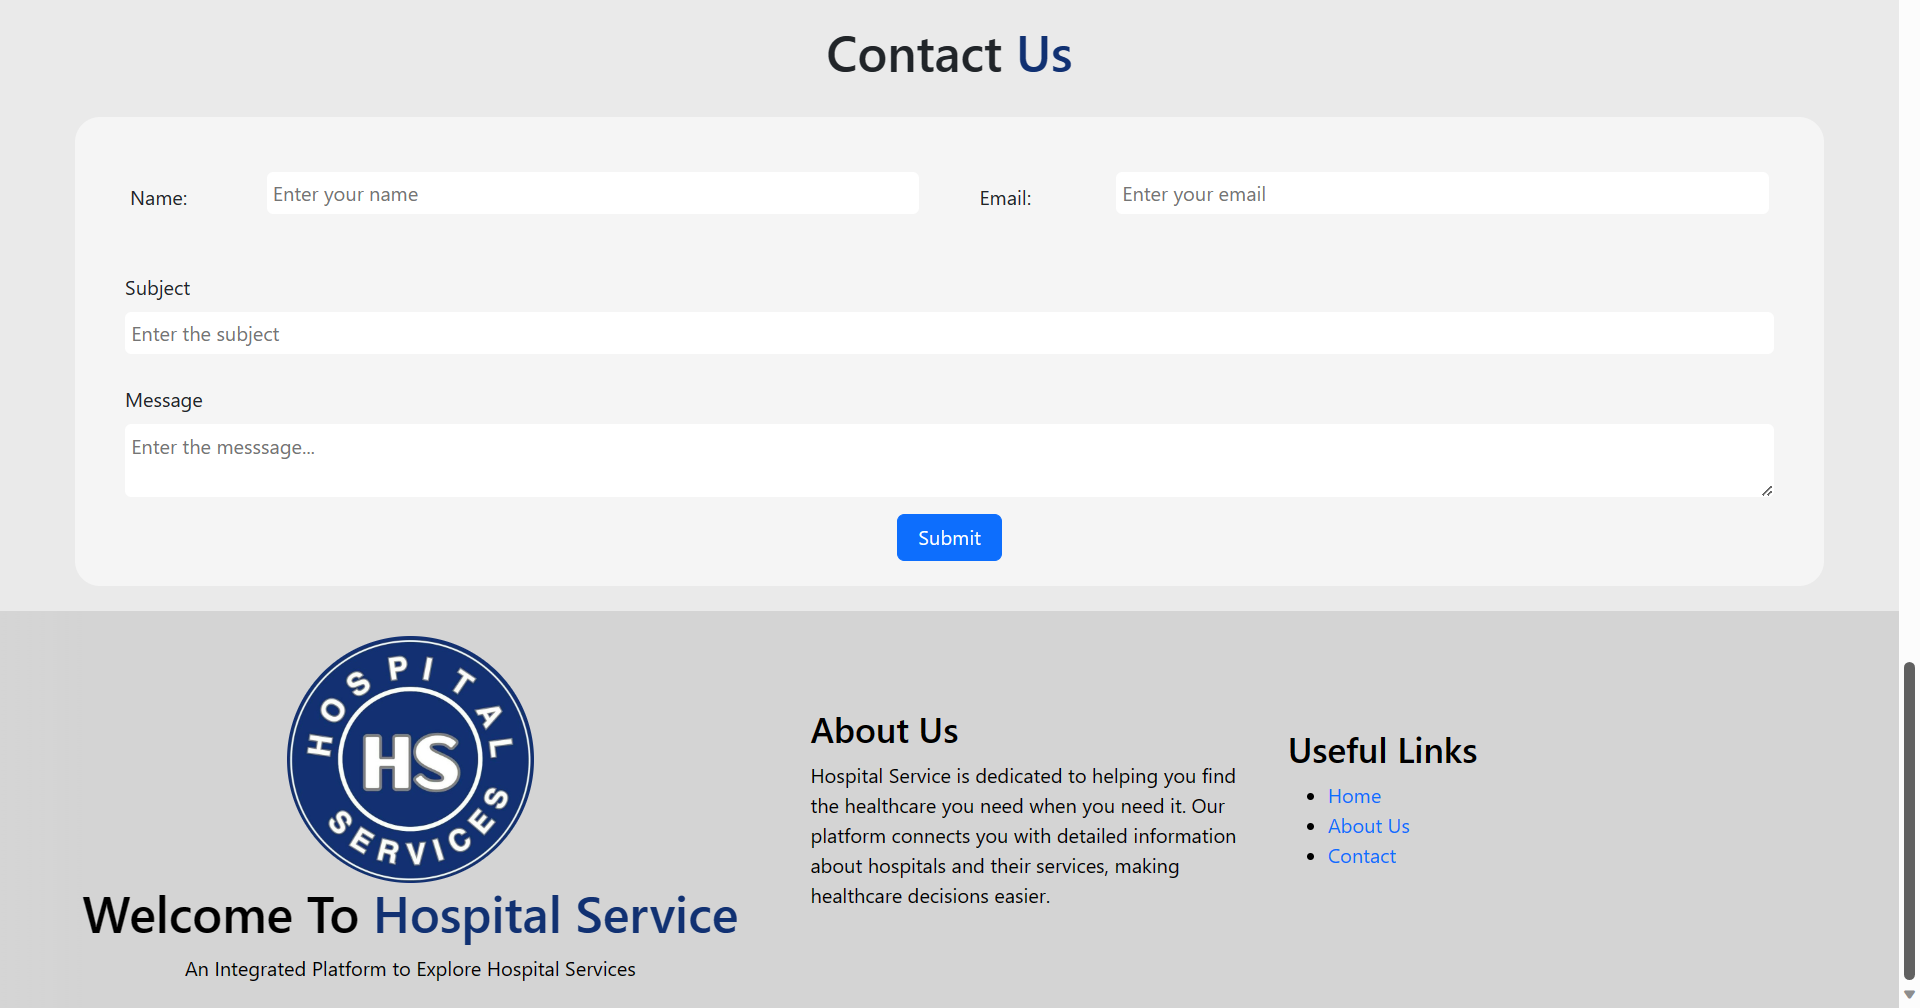 Contact Us
Name: Enter your name Email: Enter your email
Subject
Enter the subject
Message
Enter the messsage...
Submit
HOSPITAL
HS
SERVICES
Welcome To Hospital Service
An Integrated Platform to Explore Hospital Services
About Us
Hospital Service is dedicated to helping you find
the healthcare you need when you need it. Our
platform connects you with detailed information
about hospitals and their services, making
healthcare decisions easier.
Useful Links
Home
About Us
Contact